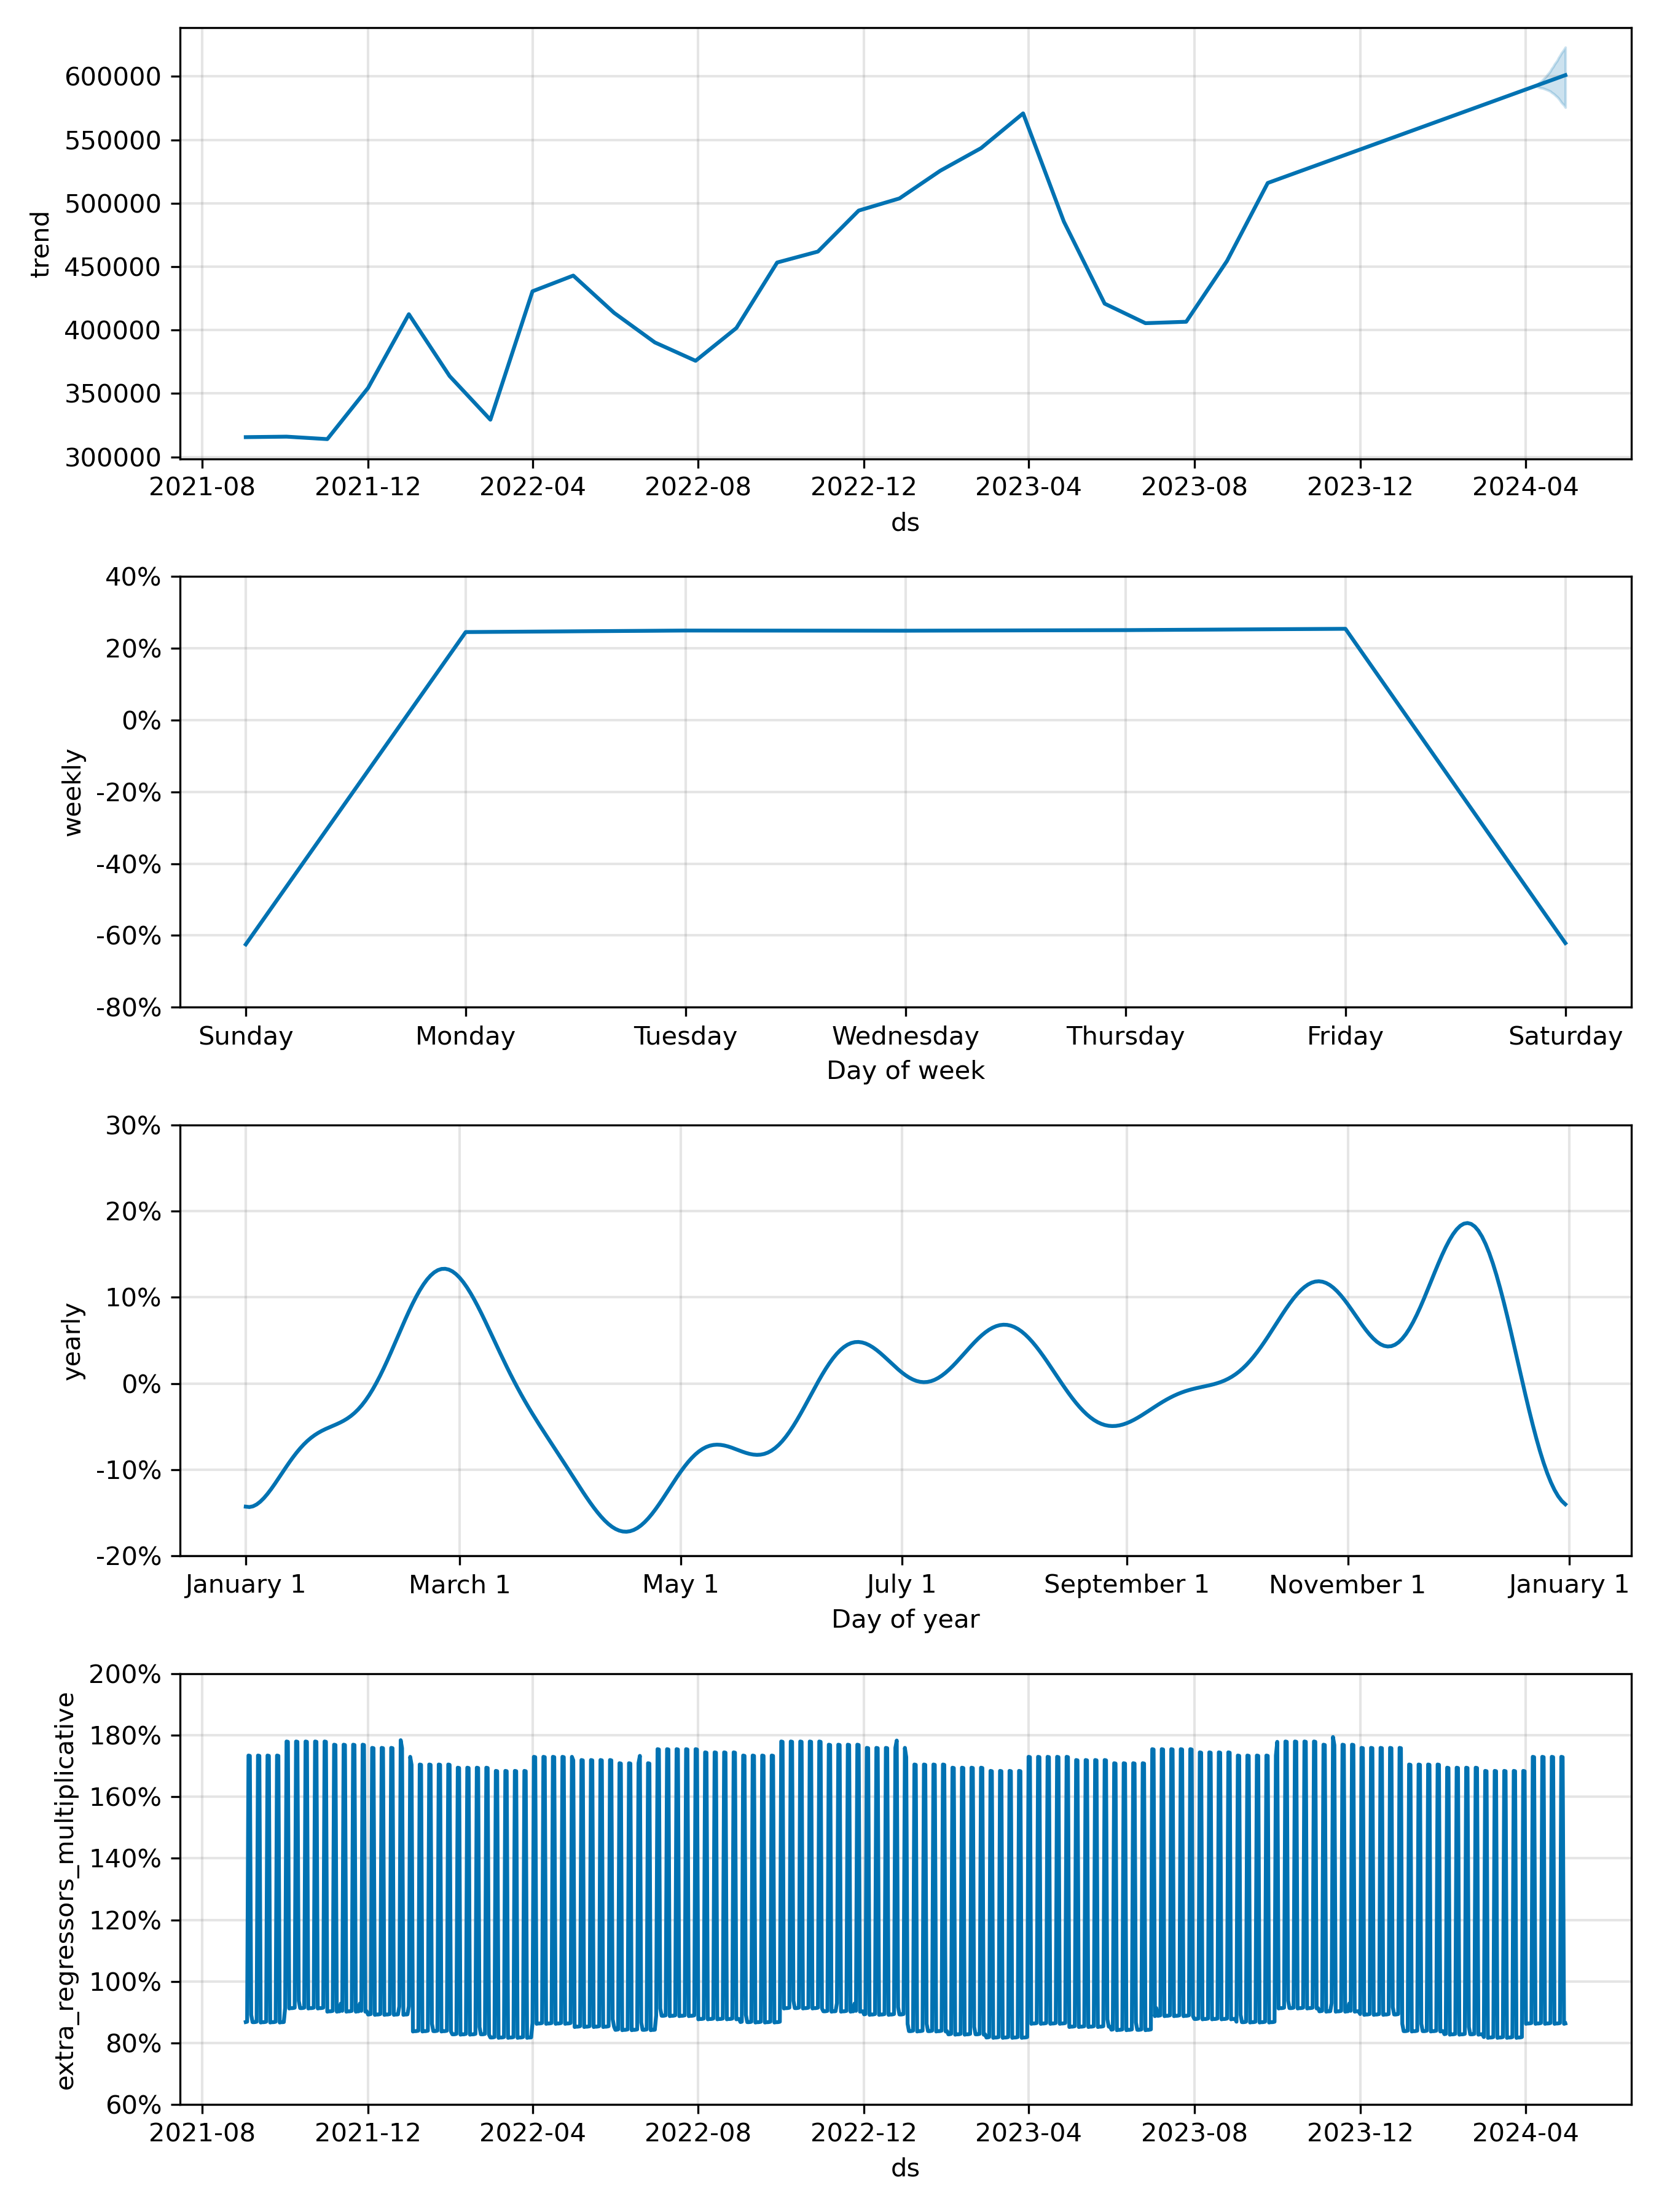 600000
550000
500000
450000
400000
350000
300000
trend
2021-08 2021-12 2022-04 2022-08 2022-12 2023-04 2023-08 2023-12 2024-04
ds
40%
20%
0%
-20%
-40%
-60%
-80%
weekly
Sunday Monday Tuesday Wednesday Thursday Friday Saturday
Day of week
30%
20%
10%
0%
-10%
-20%
yearly
January 1 March 1 May 1 July 1 September 1 November 1 January 1
Day of year
200%
180%
160%
140%
120%
100%
80%
60%
extra_regressors_multiplicative
2021-08 2021-12 2022-04 2022-08 2022-12 2023-04 2023-08 2023-12 2024-04
ds